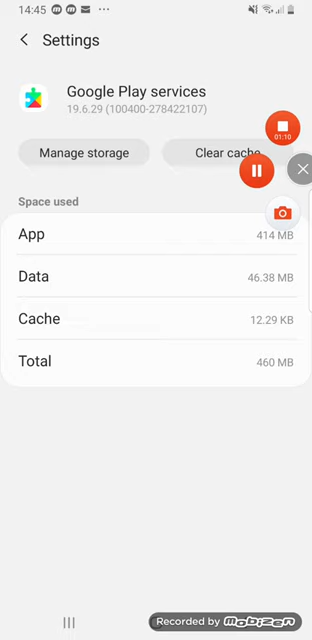 14:45
Settings
Google Play services
19.6.29 (100400-278422107)
Manage storage
Clear cache
01:10
Space used
App
414 MB
Data
46.38 MB
Cache
12.29 KB
Total
460 MB
Recorded by mobizen